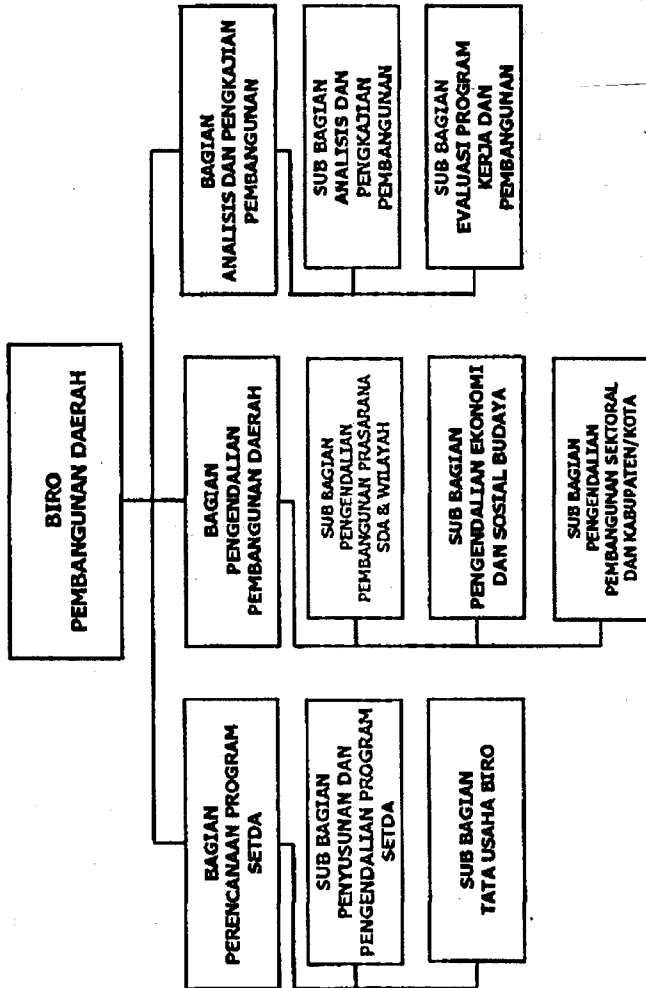 BIRO
PEMBANGUNAN DAERAH
BAGIAN
PERENCANAAN PROGRAM
SETDA
SUB BAGIAN
PENYUSUNAN DAN
PENGENDALIAN PROGRAM
SETDA
SUB BAGIAN
TATA USAHA BIRO
BAGIAN
PENGENDALIAN
PEMBANGUNAN DAERAH
SUB BAGIAN
PENGENDALIAN
PEMBANGUNAN PRASARANA
SDA & WILAYAH
SUB BAGIAN
PENGENDALIAN EKONOMI
DAN SOSIAL BUDAYA
SUB BAGIAN
PENGENDALIAN
PEMBANGUNAN SEKTORAL
DAN KABUPATEN/KOTA
BAGIAN
ANALISIS DAN PENGKAJIAN
PEMBANGUNAN
SUB BAGIAN
ANALISIS DAN
PENGKAJIAN
PEMBANGUNAN
SUB BAGIAN
EVALUASI PROGRAM
KERJA DAN
PEMBANGUNAN